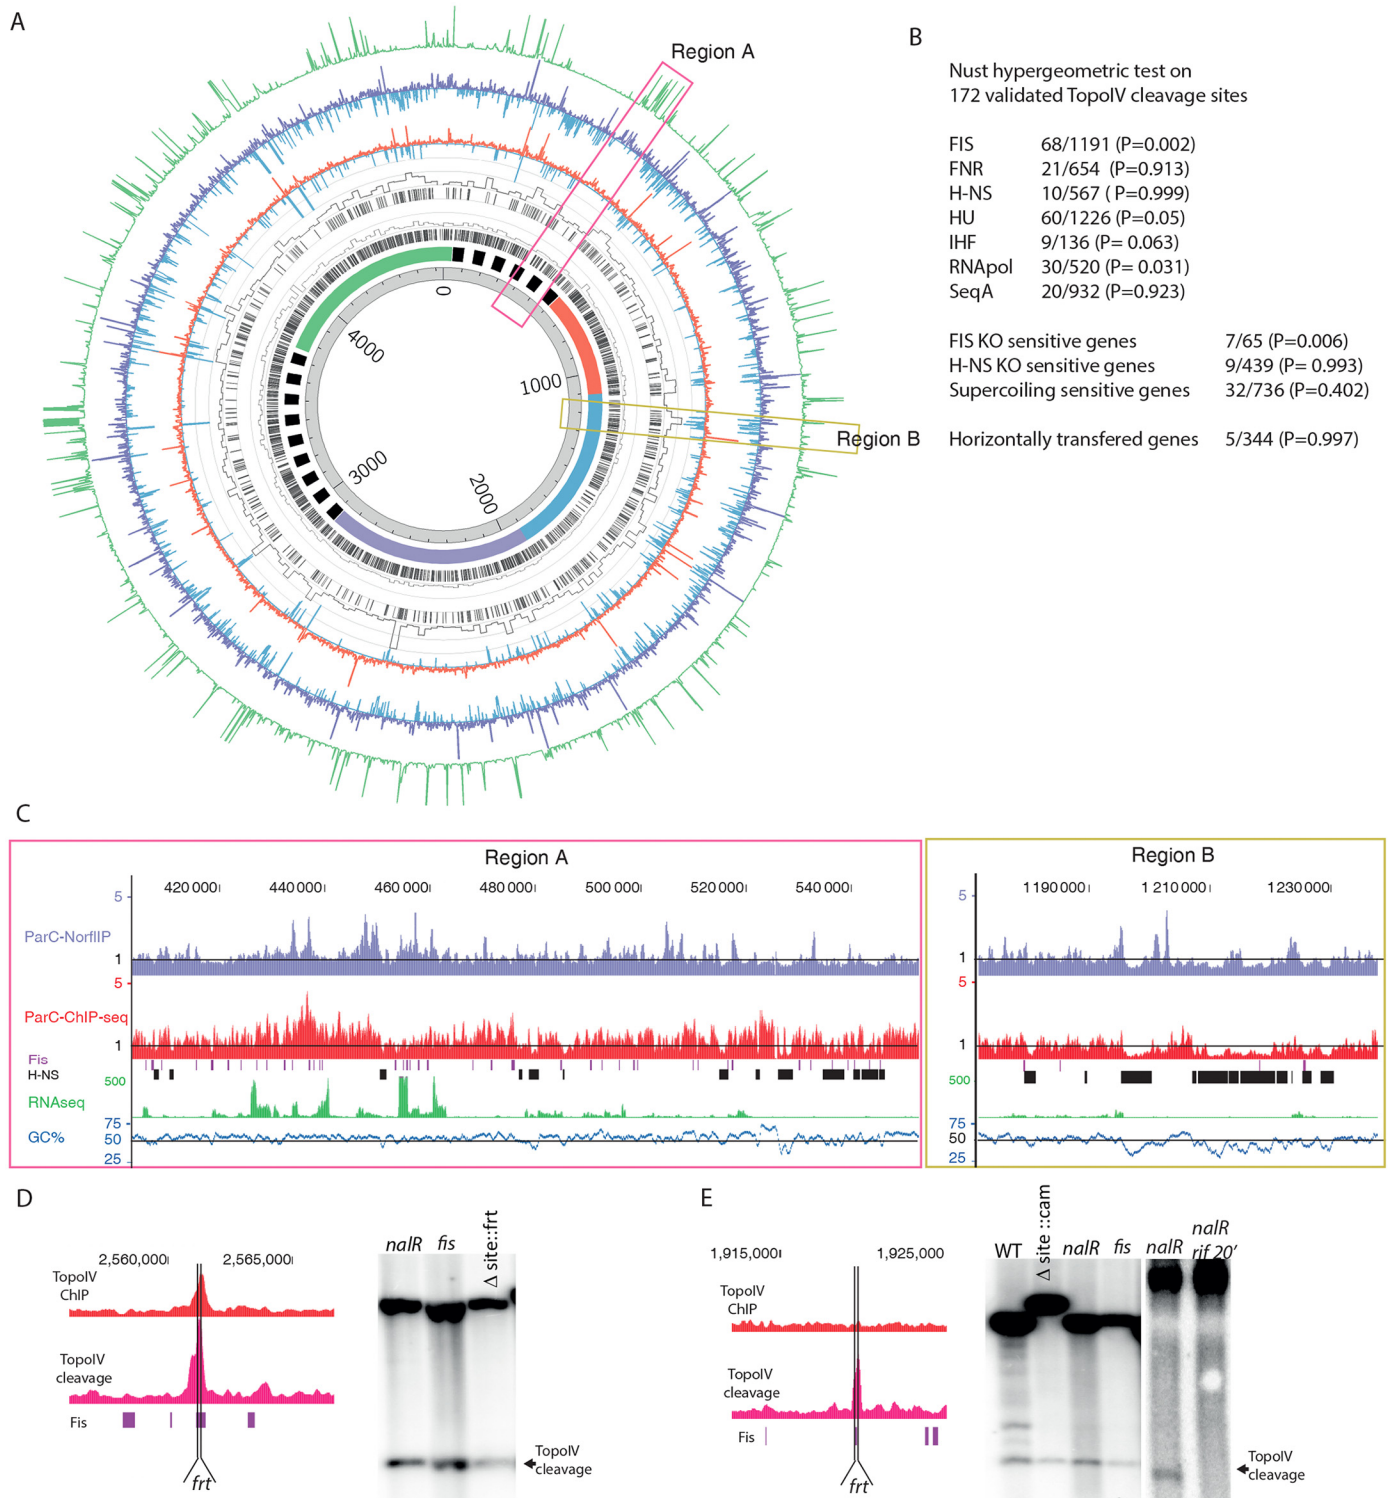 A
Region A
0
1000
2000
3000
4000
Region B
B
Nust hypergeometric test on
172 validated TopoIV cleavage sites
FIS 68/1191 (P=0.002)
FNR 21/654 (P=0.913)
H-NS 10/567 ( P=0.999)
HU 60/1226 (P=0.05)
IHF 9/136 (P= 0.063)
RNApol 30/520 (P= 0.031)
SeqA 20/932 (P=0.923)
FIS KO sensitive genes 7/65 (P=0.006)
H-NS KO sensitive genes 9/439 (P= 0.993)
Supercoiling sensitive genes 32/736 (P=0.402)
Horizontally transfered genes 5/344 (P=0.997)
C
Region A
420 000 440 000 460 000 480 000 500 000 520 000 540 000
5
ParC-NorflIP
1
5
ParC-ChIP-seq
1
Fis
H-NS
500
RNAseq
75
GC% 50
25
Region B
1 190 000 1 210 000 1 230 000
5
1
5
1
500
75
50
25
D
2,560,000 2,565,000
TopoIV
ChIP
TopoIV
cleavage
Fis
frt
nalR fis Δ site::frt
TopoIV
cleavage
E
1,915,000 1,925,000
TopoIV
ChIP
TopoIV
cleavage
Fis
frt
WT Δ site ::cam nalR fis nalR nalR
rif 20’
TopoIV
cleavage